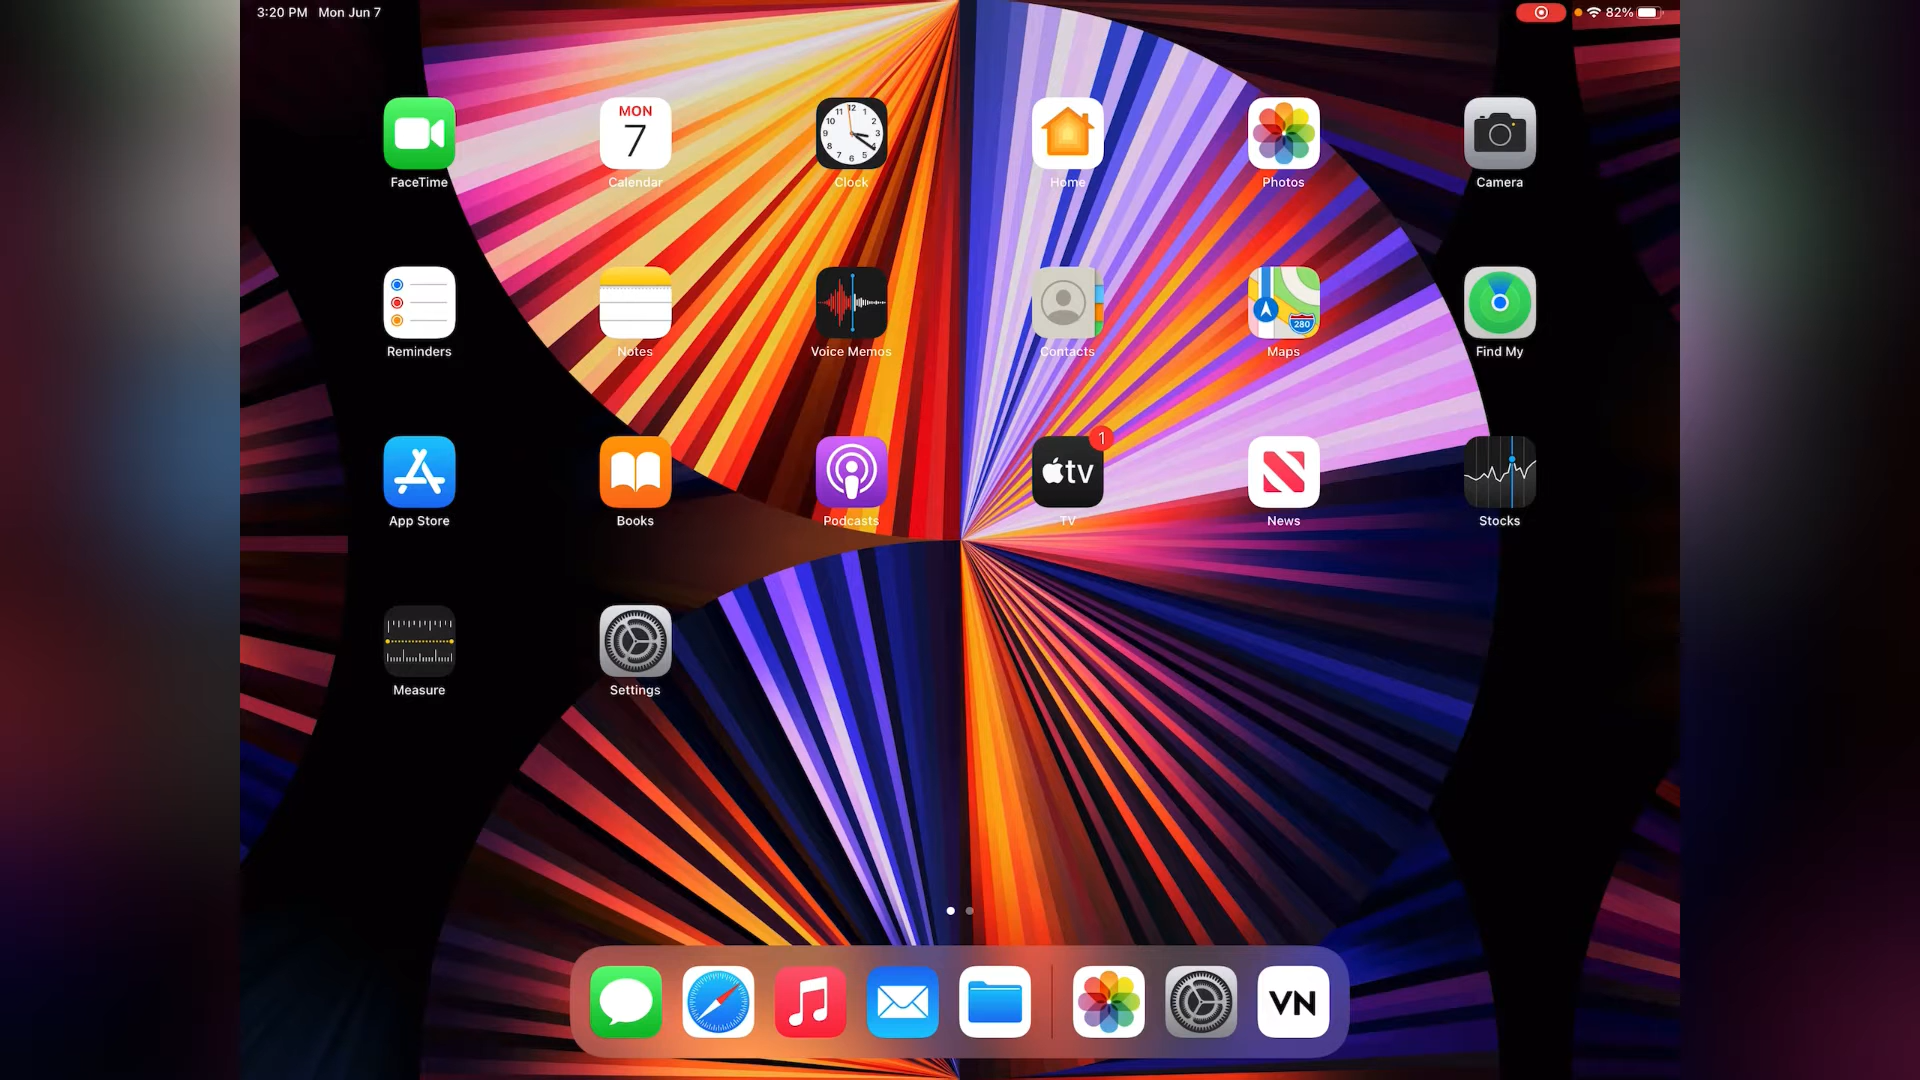 3:20 PM Mon Jun 7
82%
MON
7
FaceTime
Calendar
Clock
Home
Photos
Camera
280
Reminders
Notes
Voice Memos
Contacts
Maps
Find My
1
tv
App Store
Books
Podcasts
TV
News
Stocks
Measure
Settings
VN